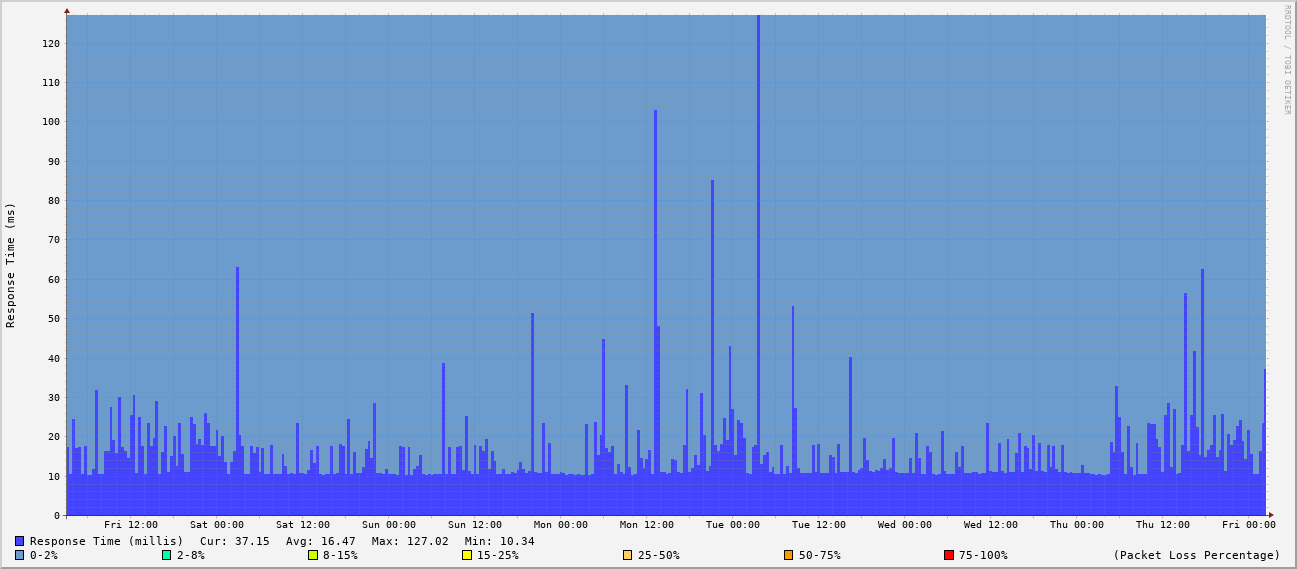 RRDTOOL / TOBI OETIKER
Response Time (ms)
120
110
100
90
80
70
60
50
40
30
20
10
0
Fri 12:00 Sat 00:00 Sat 12:00 Sun 00:00 Sun 12:00 Mon 00:00 Mon 12:00 Tue 00:00 Tue 12:00 Wed 00:00 Wed 12:00 Thu 00:00 Thu 12:00 Fri 00:00
Response Time (millis) Cur: 37.15 Avg: 16.47 Max: 127.02 Min: 10.34
0-2% 2-8% 8-15% 15-25% 25-50% 50-75% 75-100% (Packet Loss Percentage)